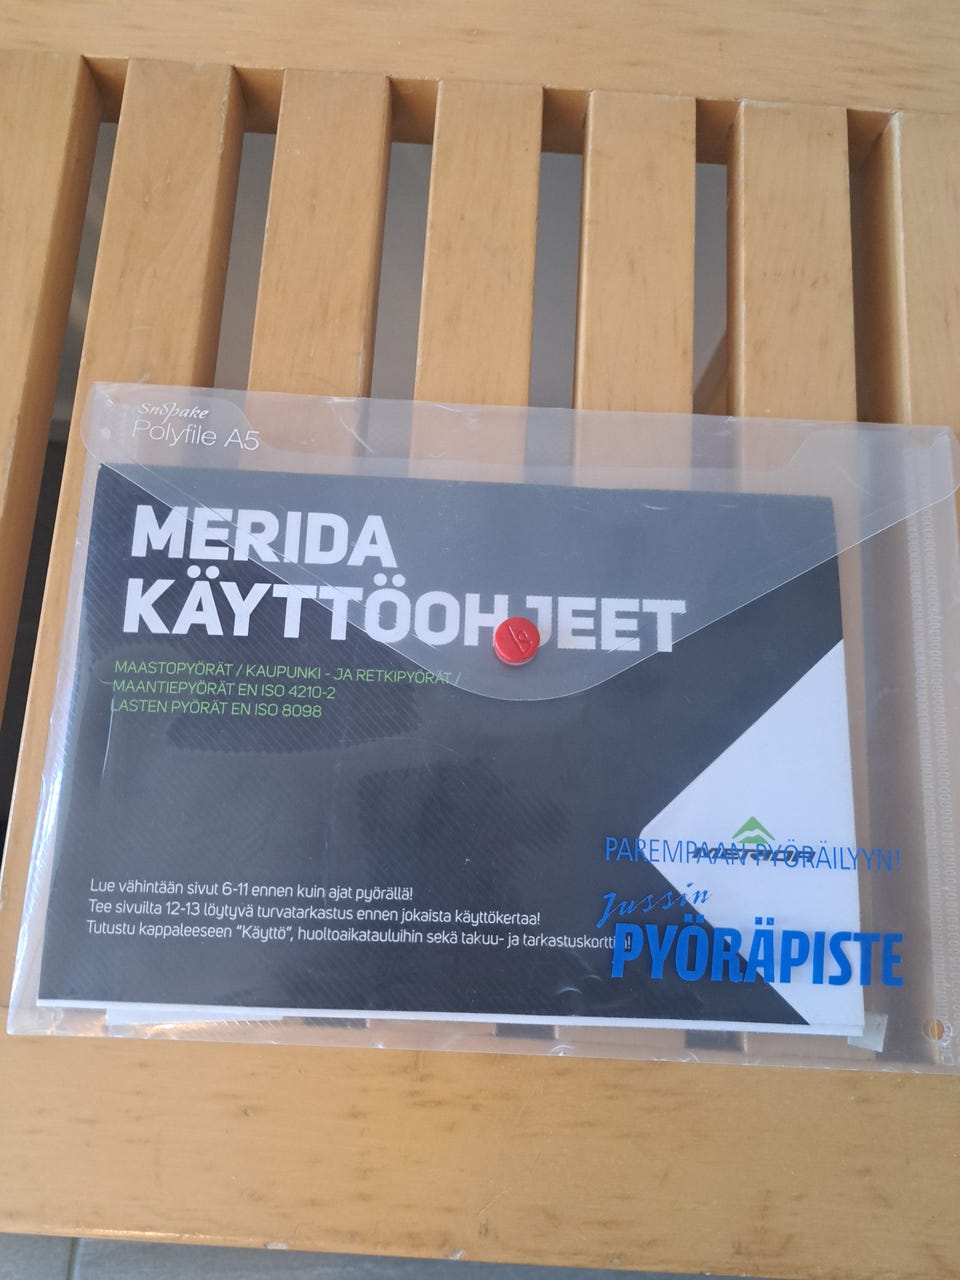 Snopake
Polyfile A5
MERIDA
KÄYTTÖOHJEET
MAASTOPYÖRÄT / KAUPUNKI - JA RETKIPYÖRÄT /
MAANTIEPYÖRÄT EN ISO 4210-2
LASTEN PYÖRÄT EN ISO 8098
PAREMPAAN PYÖRÄILYYN!
Jussin
PYÖRÄPISTE
Lue vähintään sivut 6-11 ennen kuin ajat pyörällä!
Tee sivuilta 12-13 löytyvä turvatarkastus ennen jokaista käyttökertaa!
Tutustu kappaleeseen "Käyttö", huoltoaikatauluihin sekä takuu- ja tarkastuskorttiin!